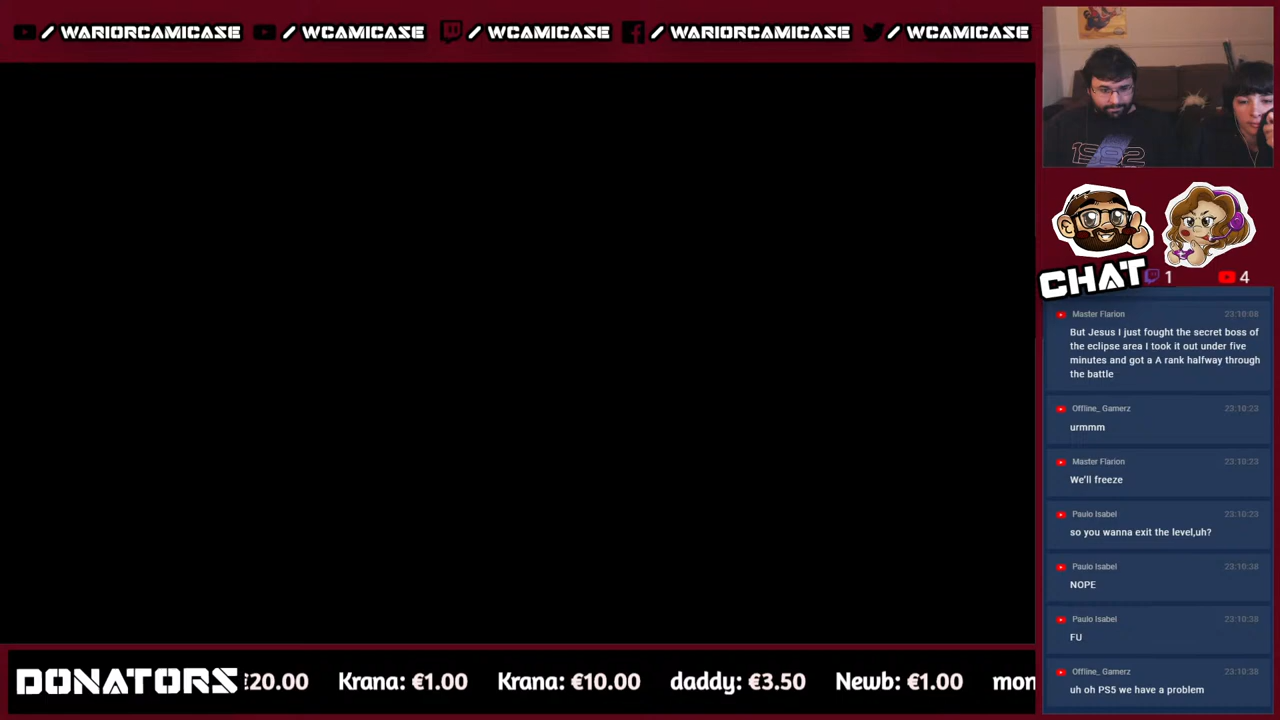 / WARIORCAMICASE / WCAMICASE / WCAMICASE / WARIORCAMICASE / WCAMICASE
1992
CHAT 1 4
Master Flarion 23:10:08
But Jesus I just fought the secret boss of
the eclipse area I took it out under five
minutes and got a A rank halfway through
the battle
Offline_ Gamerz 23:10:23
urmmm
Master Flarion 23:10:23
We'll freeze
Paulo Isabel 23:10:23
so you wanna exit the level,uh?
Paulo Isabel 23:10:38
NOPE
Paulo Isabel 23:10:38
FU
Offline_ Gamerz 23:10:38
uh oh PS5 we have a problem
DONATORS €20.00 Krana: €1.00 Krana: €10.00 daddy: €3.50 Newb: €1.00 mon